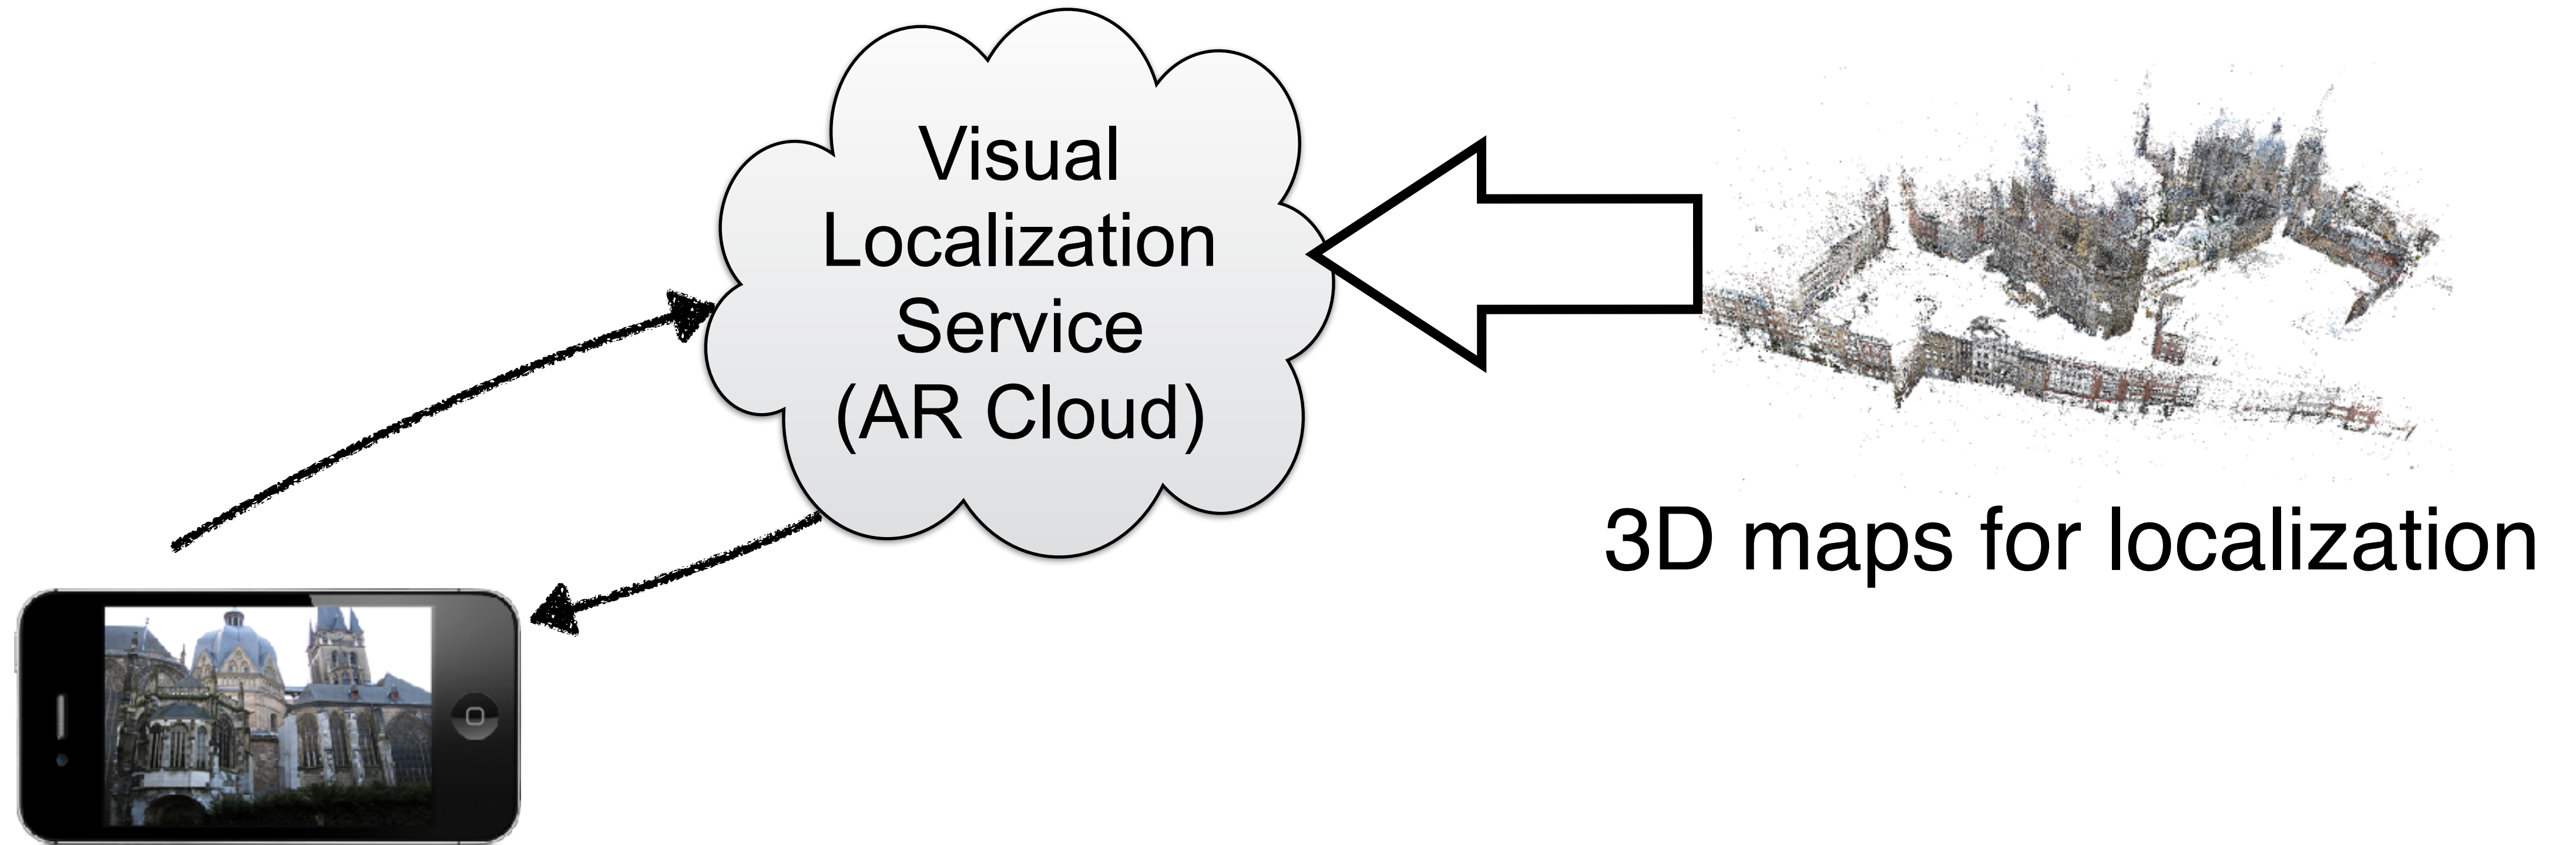 Visual
Localization
Service
(AR Cloud)
3D maps for localization